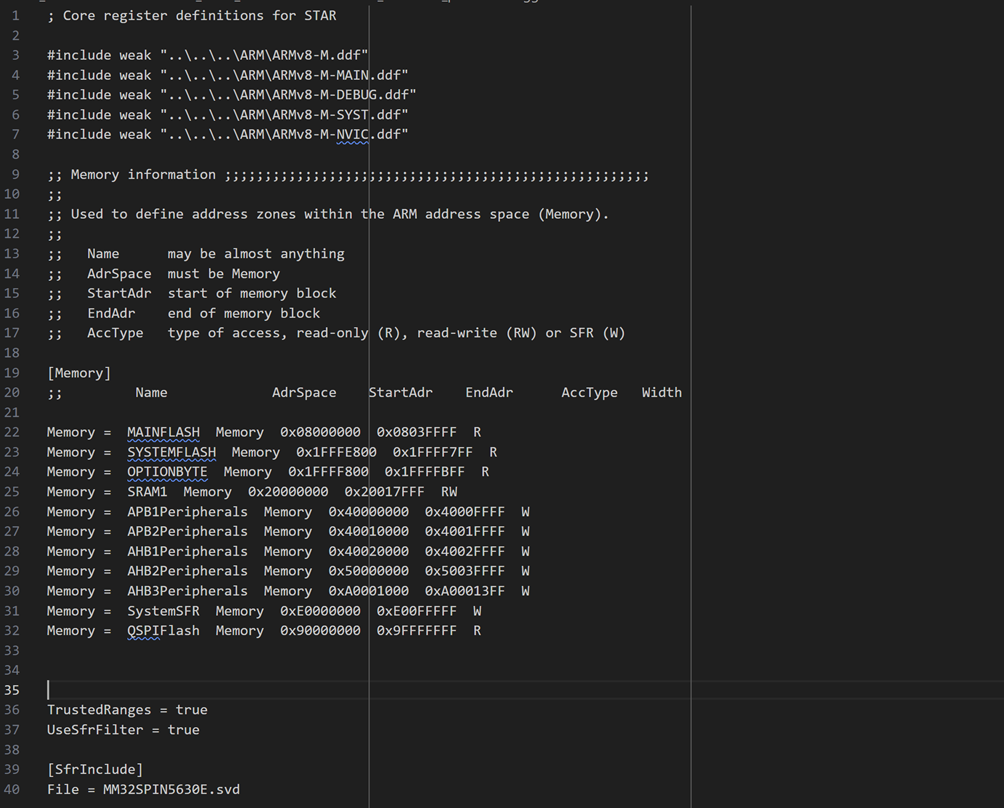 1 ; Core register definitions for STAR
2
3 #include weak "..\..\..\ARM\ARMv8-M.ddf"
4 #include weak "..\..\..\ARM\ARMv8-M-MAIN.ddf"
5 #include weak "..\..\..\ARM\ARMv8-M-DEBUG.ddf"
6 #include weak "..\..\..\ARM\ARMv8-M-SYST.ddf"
7 #include weak "..\..\..\ARM\ARMv8-M-NVIC.ddf"
8
9 ;; Memory information ;;;;;;;;;;;;;;;;;;;;;;;;;;;;;;;;;;;;;;;;;;;;;;;;;;;;;
10 ;;
11 ;; Used to define address zones within the ARM address space (Memory).
12 ;;
13 ;;   Name      may be almost anything
14 ;;   AdrSpace  must be Memory
15 ;;   StartAdr  start of memory block
16 ;;   EndAdr    end of memory block
17 ;;   AccType   type of access, read-only (R), read-write (RW) or SFR (W)
18
19 [Memory]
20 ;;         Name             AdrSpace    StartAdr    EndAdr      AccType   Width
21
22 Memory =  MAINFLASH  Memory  0x08000000  0x0803FFFF  R
23 Memory =  SYSTEMFLASH  Memory  0x1FFFE800  0x1FFFF7FF  R
24 Memory =  OPTIONBYTE  Memory  0x1FFFF800  0x1FFFFBFF  R
25 Memory =  SRAM1  Memory  0x20000000  0x20017FFF  RW
26 Memory =  APB1Peripherals  Memory  0x40000000  0x4000FFFF  W
27 Memory =  APB2Peripherals  Memory  0x40010000  0x4001FFFF  W
28 Memory =  AHB1Peripherals  Memory  0x40020000  0x4002FFFF  W
29 Memory =  AHB2Peripherals  Memory  0x50000000  0x5003FFFF  W
30 Memory =  AHB3Peripherals  Memory  0xA0001000  0xA00013FF  W
31 Memory =  SystemSFR  Memory  0xE0000000  0xE00FFFFF  W
32 Memory =  QSPIFlash  Memory  0x90000000  0x9FFFFFFF  R
33
34
35
36 TrustedRanges = true
37 UseSfrFilter = true
38
39 [SfrInclude]
40 File = MM32SPIN5630E.svd